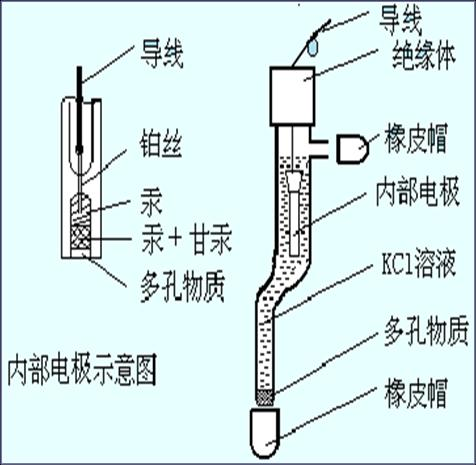 导线
铂丝
汞
汞＋甘汞
多孔物质
内部电极示意图
导线
绝缘体
橡皮帽
内部电极
KCl溶液
多孔物质
橡皮帽